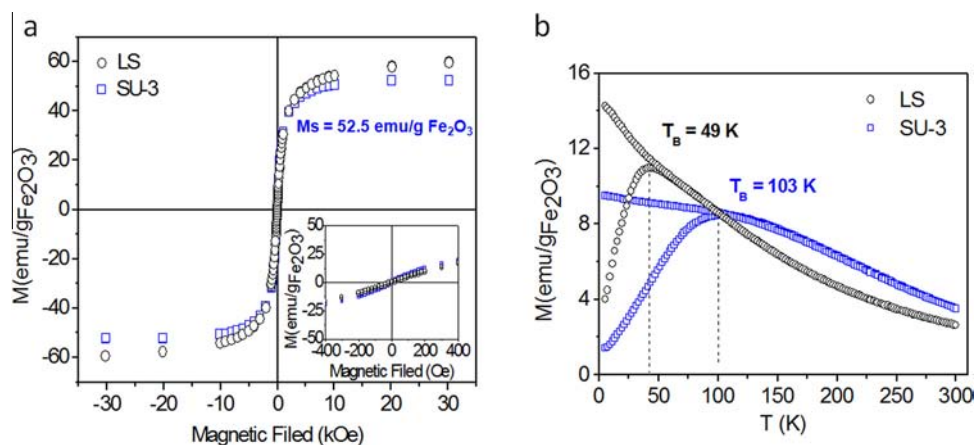 a
M(emu/gFe₂O₃)
60
40
20
0
-20
-40
-60
LS
SU-3
Ms = 52.5 emu/g Fe₂O₃
M(emu/gFe₂O₃)
50
25
0
-25
-50
-400 -200 0 200 400
Magnetic Filed (Oe)
-30 -20 -10 0 10 20 30
Magnetic Filed (kOe)
b
M(emu/gFe₂O₃)
16
12
8
4
0
LS
SU-3
T_B = 49 K
T_B = 103 K
0 50 100 150 200 250 300
T (K)